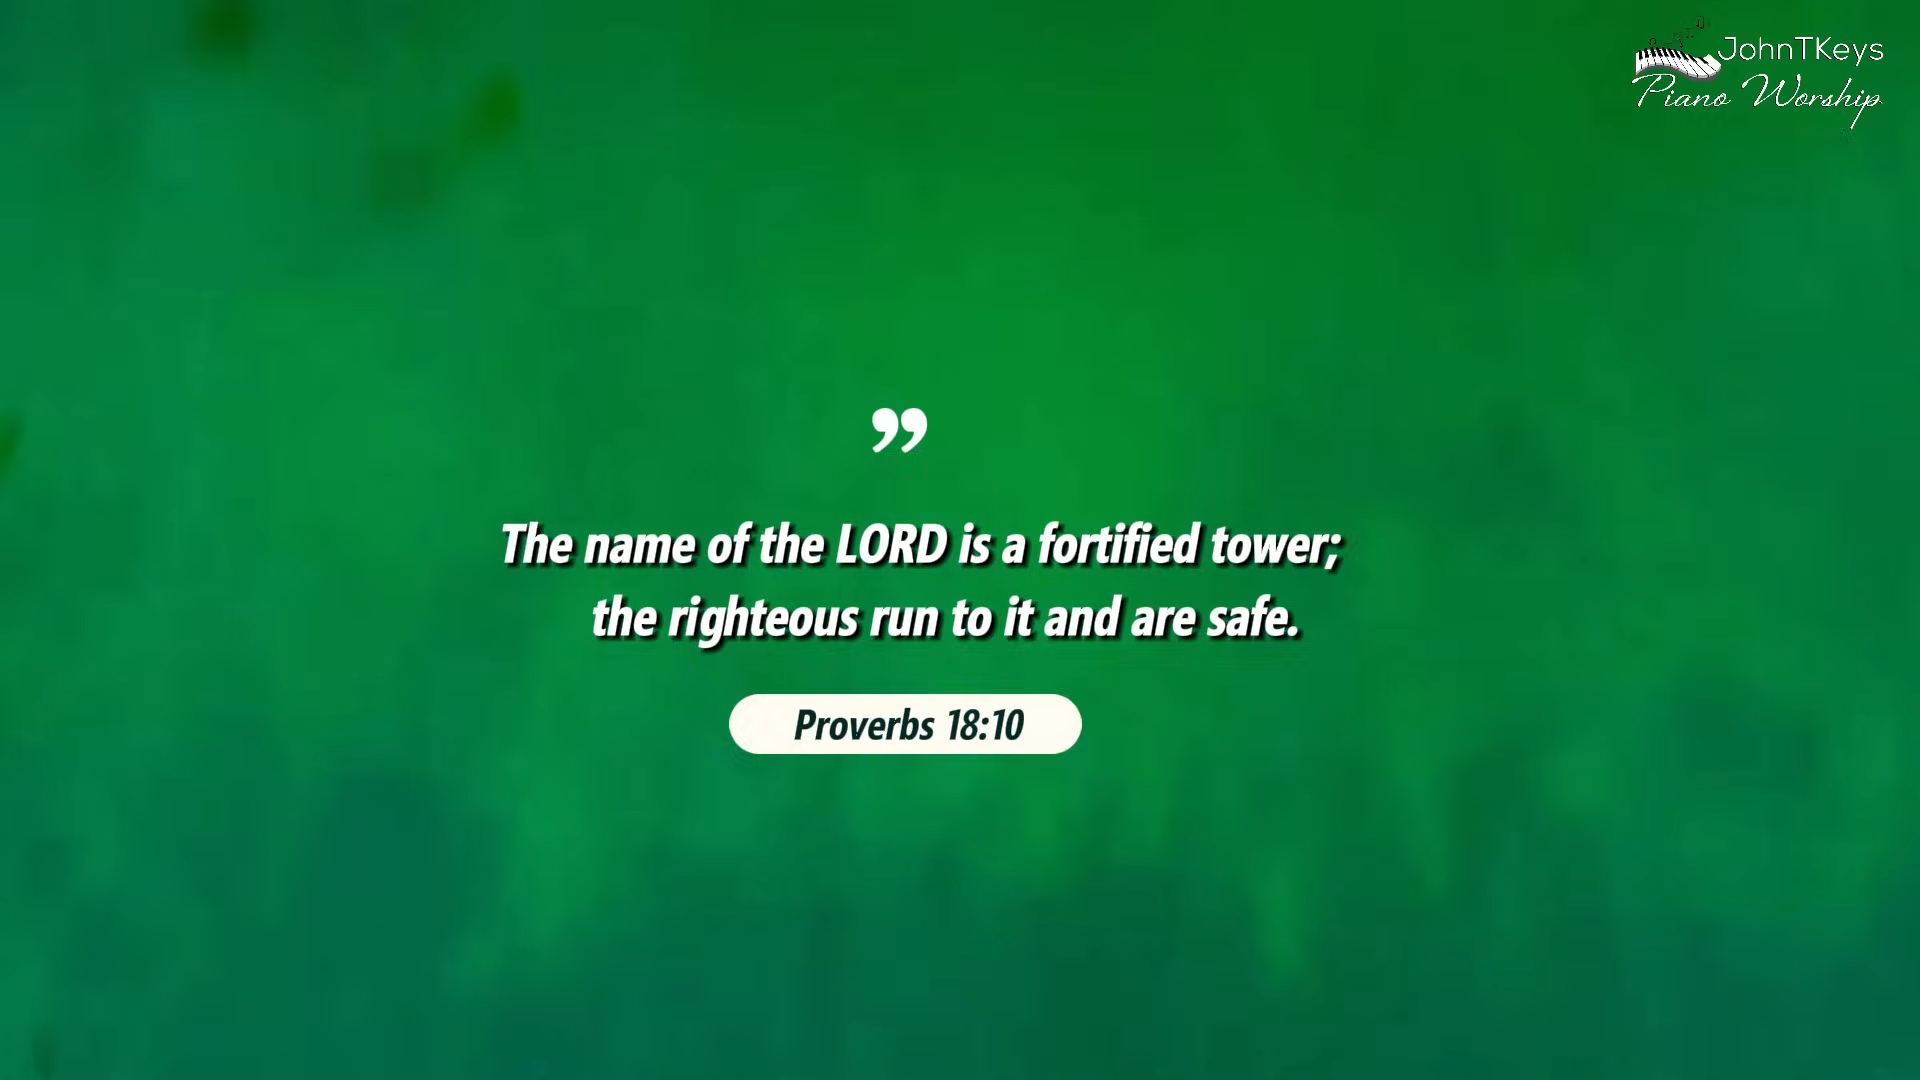 JohnTKeys
Piano Worship
”
The name of the LORD is a fortified tower;
the righteous run to it and are safe.
Proverbs 18:10